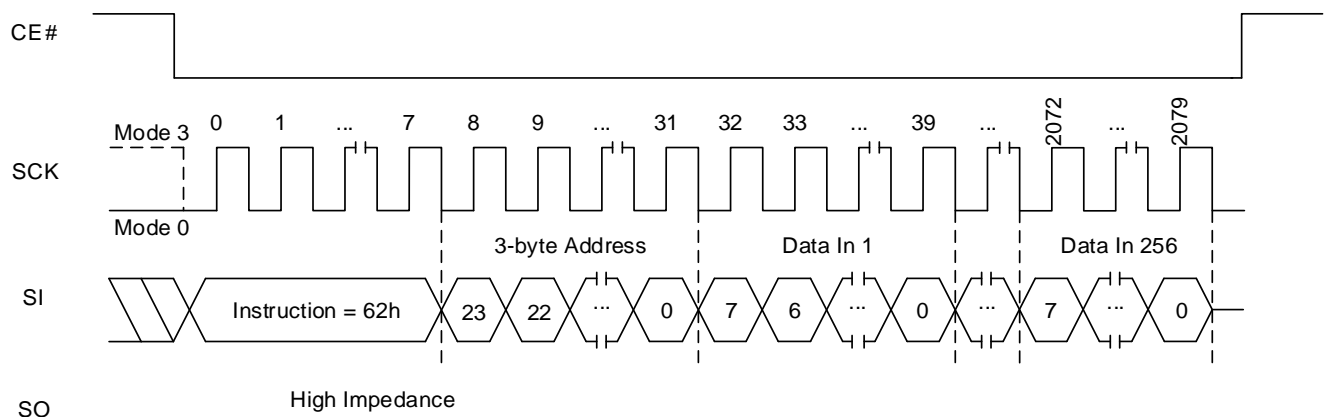 CE#
Mode 3
0 1 ... 7 8 9 ... 31 32 33 ... 39 ... 2072 ... 2079
SCK
Mode 0
3-byte Address Data In 1 Data In 256
SI
Instruction = 62h 23 22 ... 0 7 6 ... 0 ... 7 ... 0
High Impedance
SO